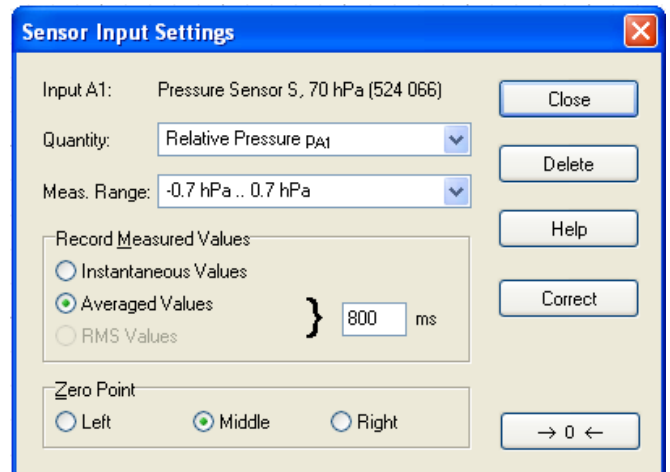 Sensor Input Settings
Input A1: Pressure Sensor S, 70 hPa (524 066)
Close
Quantity: Relative Pressure pA1
Delete
Meas. Range: -0.7 hPa .. 0.7 hPa
Help
Record Measured Values
Instantaneous Values
Averaged Values
} 800 ms
Correct
RMS Values
Zero Point
Left Middle Right
→ 0 ←